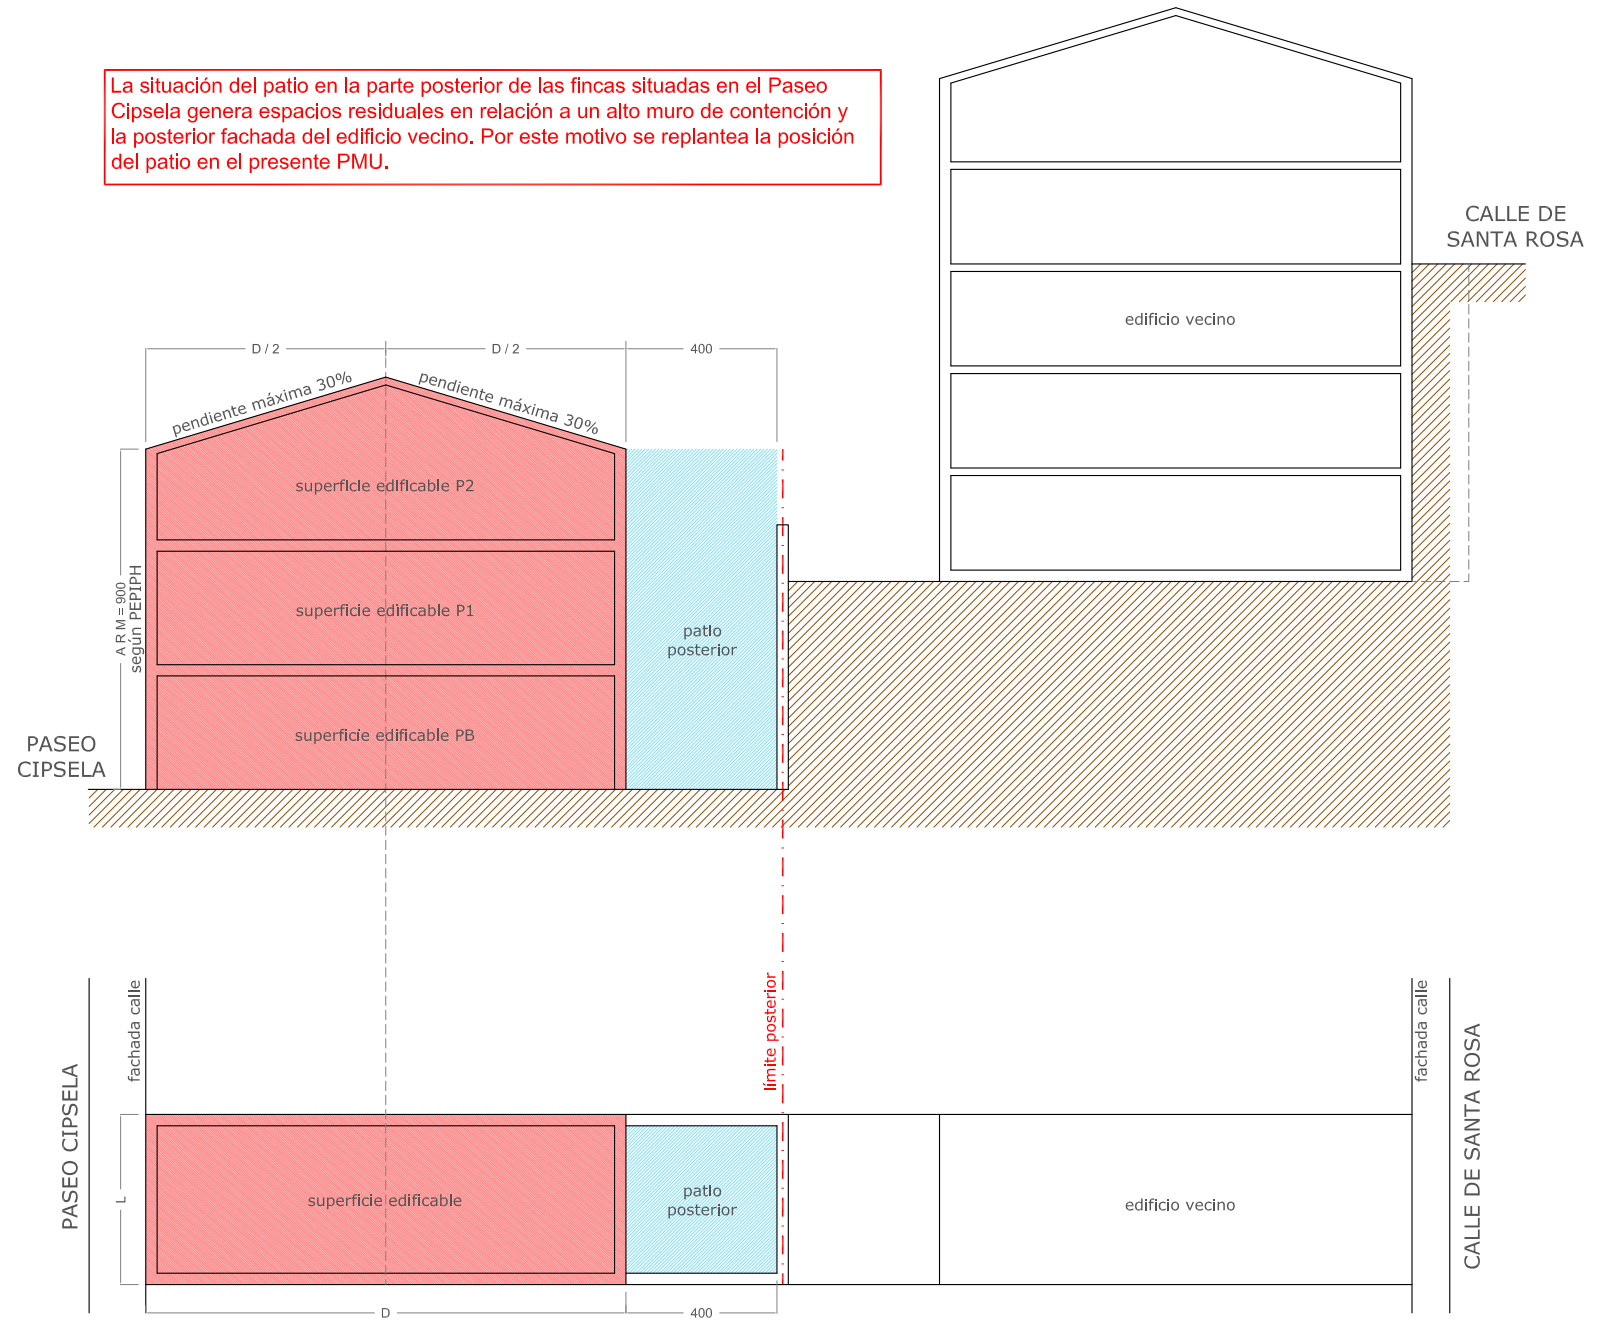 La situación del patio en la parte posterior de las fincas situadas en el Paseo
Cipsela genera espacios residuales en relación a un alto muro de contención y
la posterior fachada del edificio vecino. Por este motivo se replantea la posición
del patio en el presente PMU.
CALLE DE
SANTA ROSA
edificio vecino
D / 2
D / 2
400
pendiente máxima 30%
pendiente máxima 30%
superficie edificable P2
A R M = 900
según PEPIPH
superficie edificable P1
patio
posterior
superficie edificable PB
PASEO
CIPSELA
fachada calle
límite posterior
fachada calle
PASEO CIPSELA
CALLE DE SANTA ROSA
L
superficie edificable
patio
posterior
edificio vecino
D
400